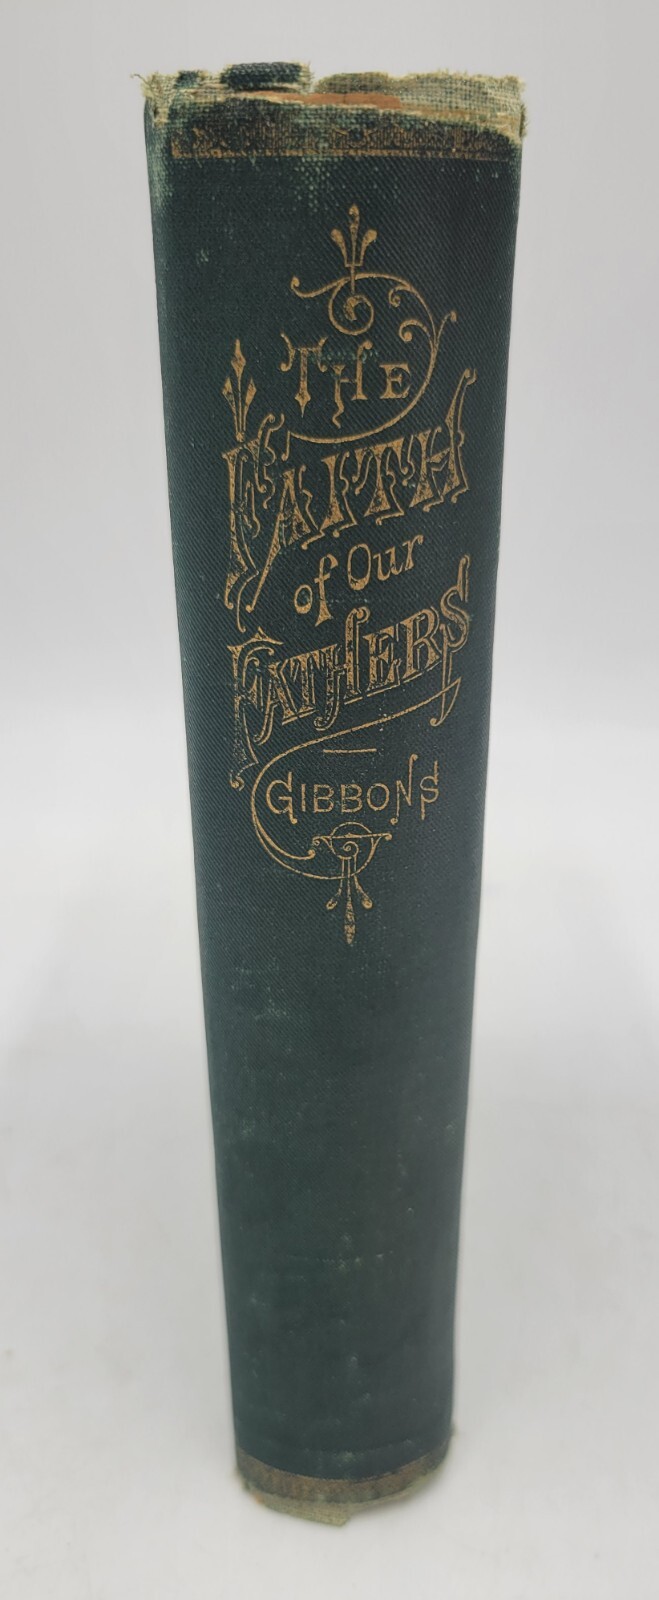 THE
FAITH
of Our
FATHERS
GIBBONS